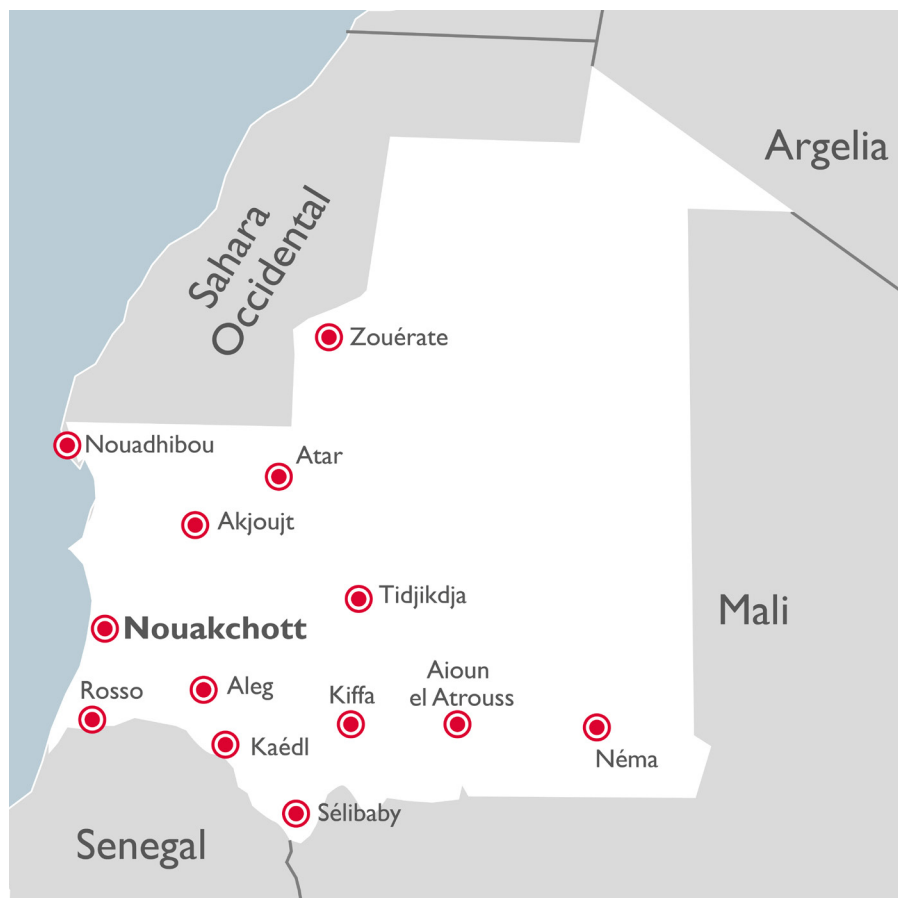 Argelia
Sahara
Occidental
Zouérate
Nouadhibou
Atar
Akjoujt
Tidjikdja
Mali
Nouakchott
Aioun
el Atrouss
Aleg
Rosso
Kiffa
Kaédl
Néma
Sélibaby
Senegal